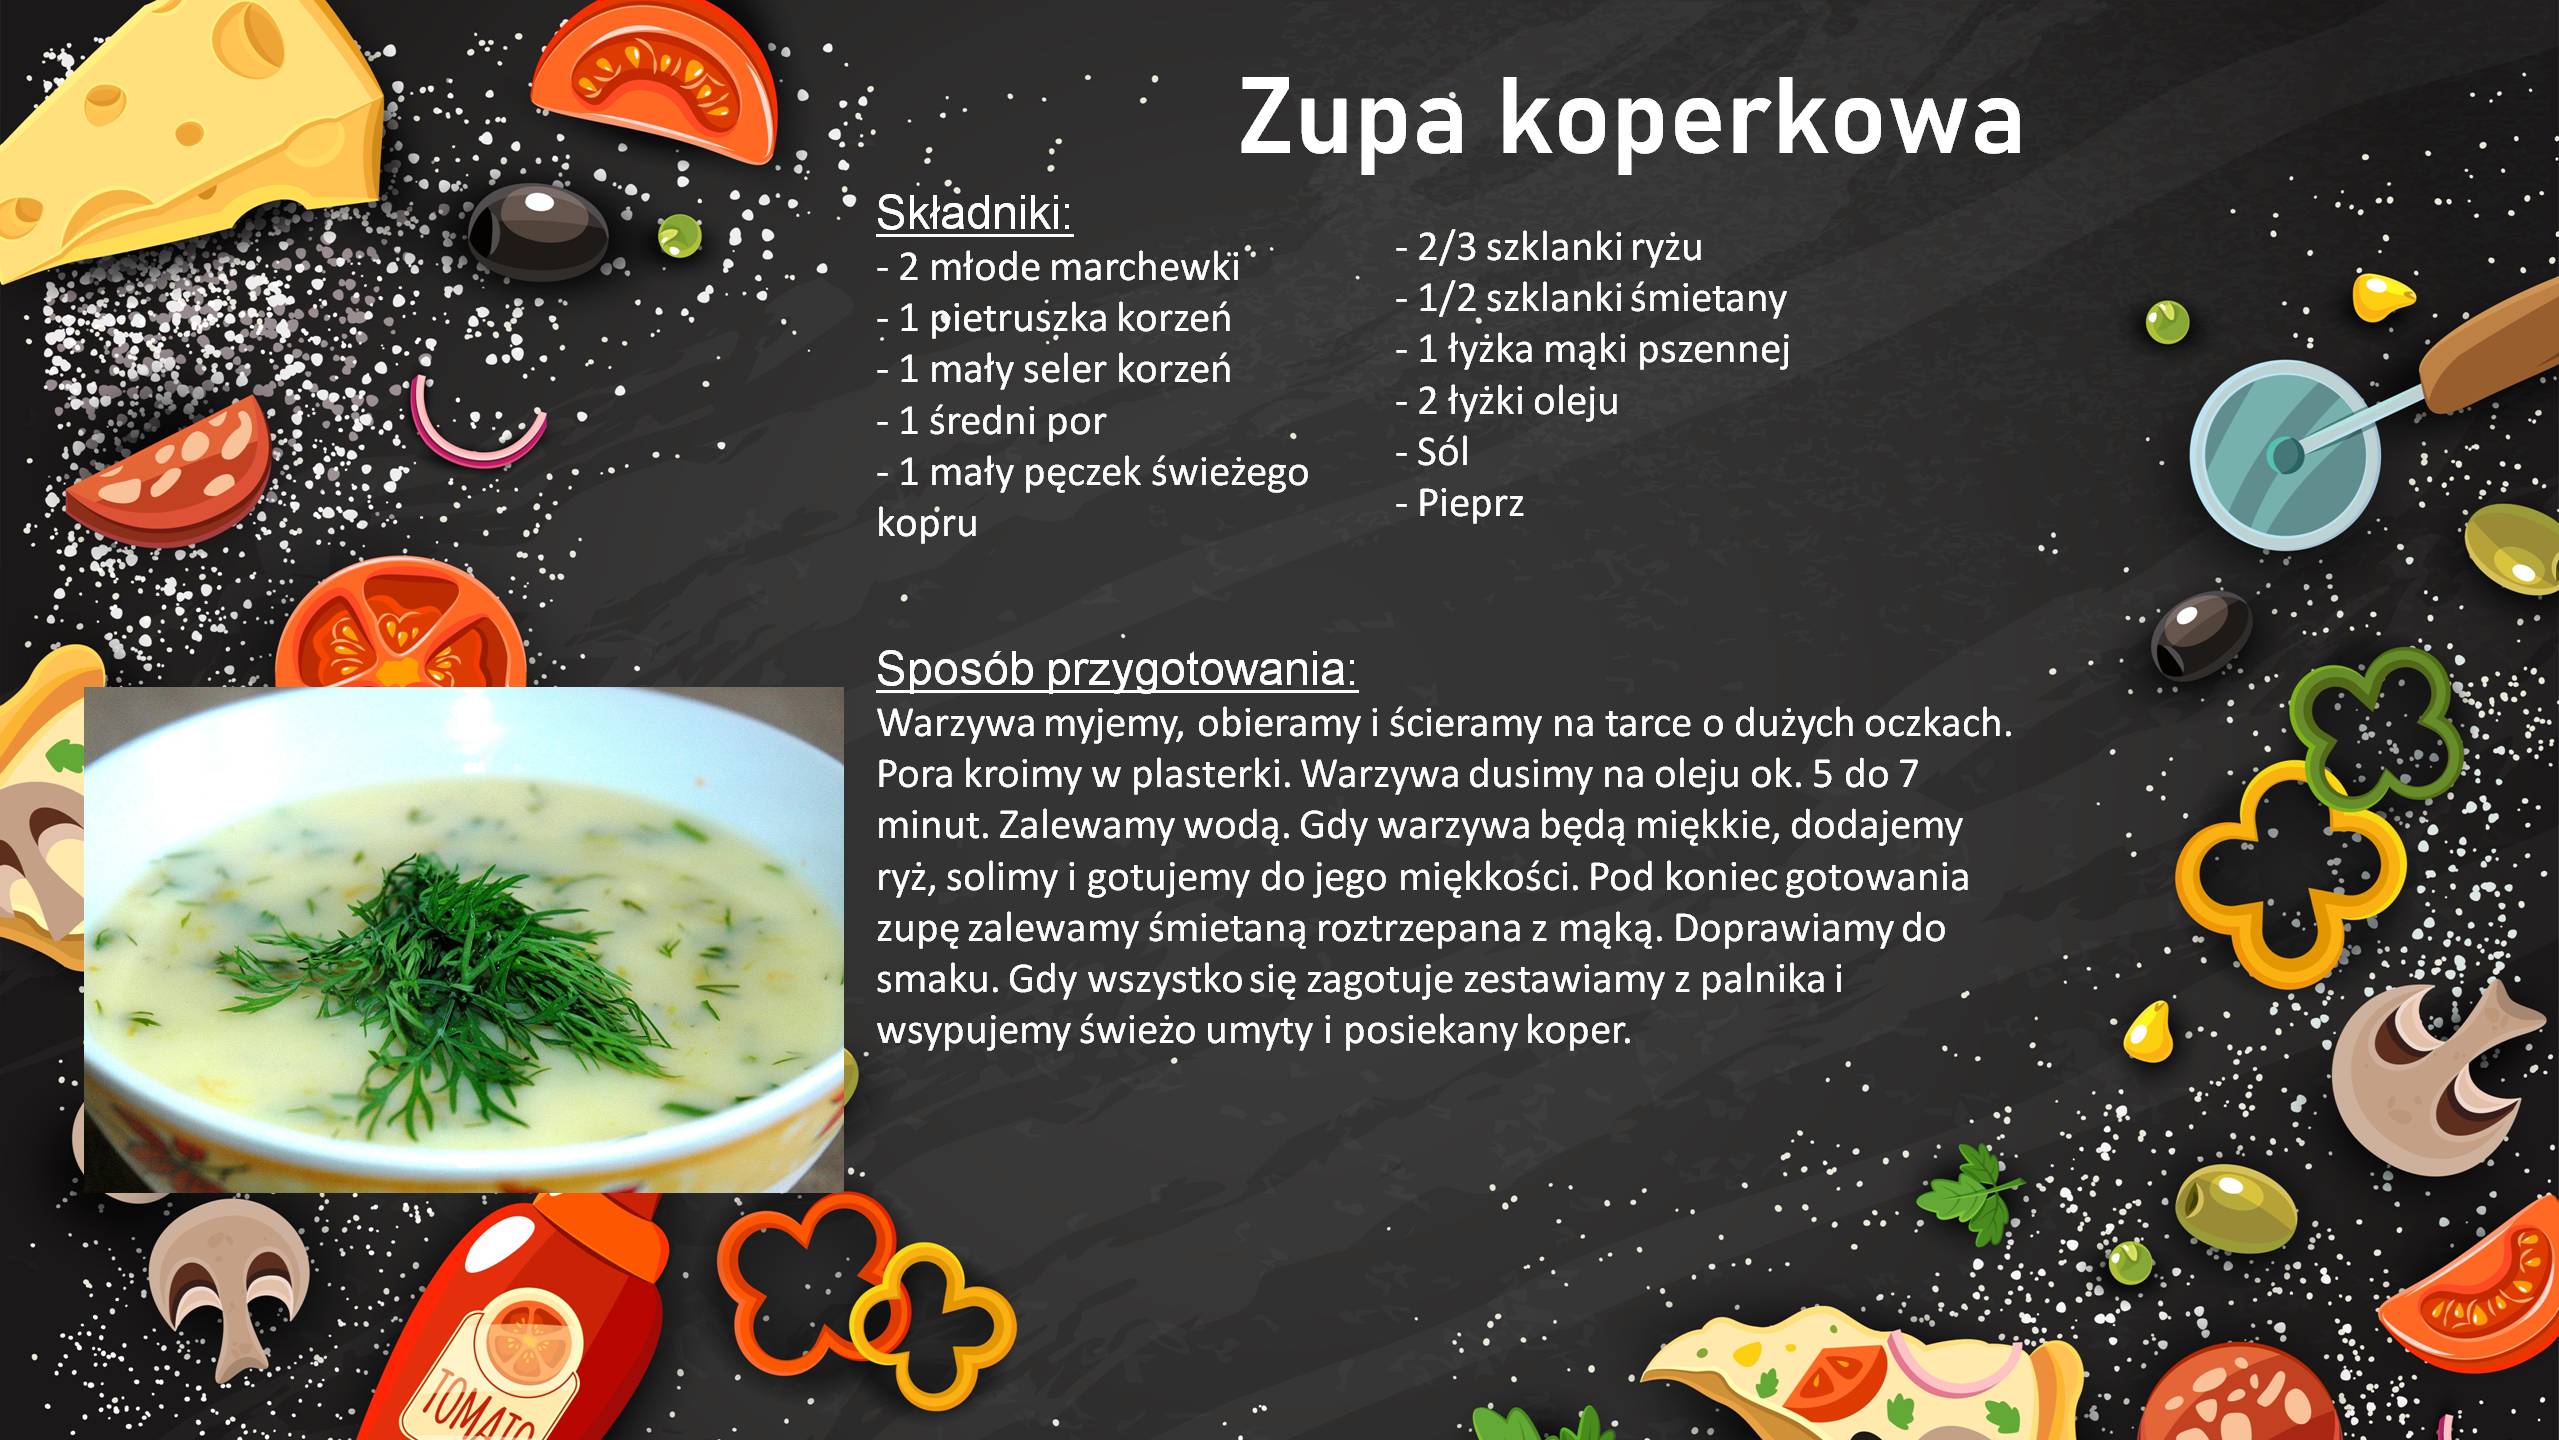 Zupa koperkowa
Składniki:
- 2 młode marchewki
- 1 pietruszka korzeń
- 1 mały seler korzeń
- 1 średni por
- 1 mały pęczek świeżego
kopru
- 2/3 szklanki ryżu
- 1/2 szklanki śmietany
- 1 łyżka mąki pszennej
- 2 łyżki oleju
- Sól
- Pieprz
Sposób przygotowania:
Warzywa myjemy, obieramy i ścieramy na tarce o dużych oczkach.
Pora kroimy w plasterki. Warzywa dusimy na oleju ok. 5 do 7
minut. Zalewamy wodą. Gdy warzywa będą miękkie, dodajemy
ryż, solimy i gotujemy do jego miękkości. Pod koniec gotowania
zupę zalewamy śmietaną roztrzepana z mąką. Doprawiamy do
smaku. Gdy wszystko się zagotuje zestawiamy z palnika i
wsypujemy świeżo umyty i posiekany koper.
TOMATO